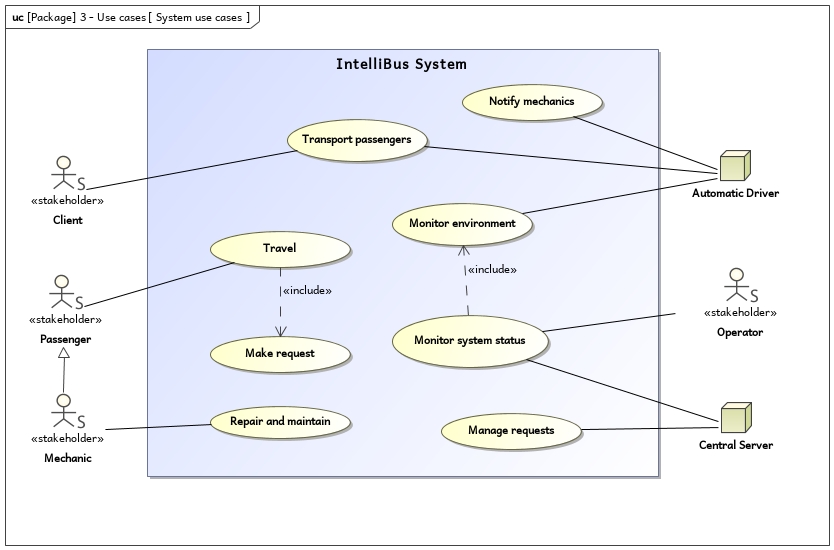 uc [Package] 3 - Use cases [ System use cases ]
IntelliBus System
Notify mechanics
Transport passengers
S
«stakeholder»
Client
Automatic Driver
Monitor environment
Travel
«include»
«include»
S
«stakeholder»
Passenger
S
«stakeholder»
Operator
Make request
Monitor system status
S
«stakeholder»
Mechanic
Repair and maintain
Manage requests
Central Server